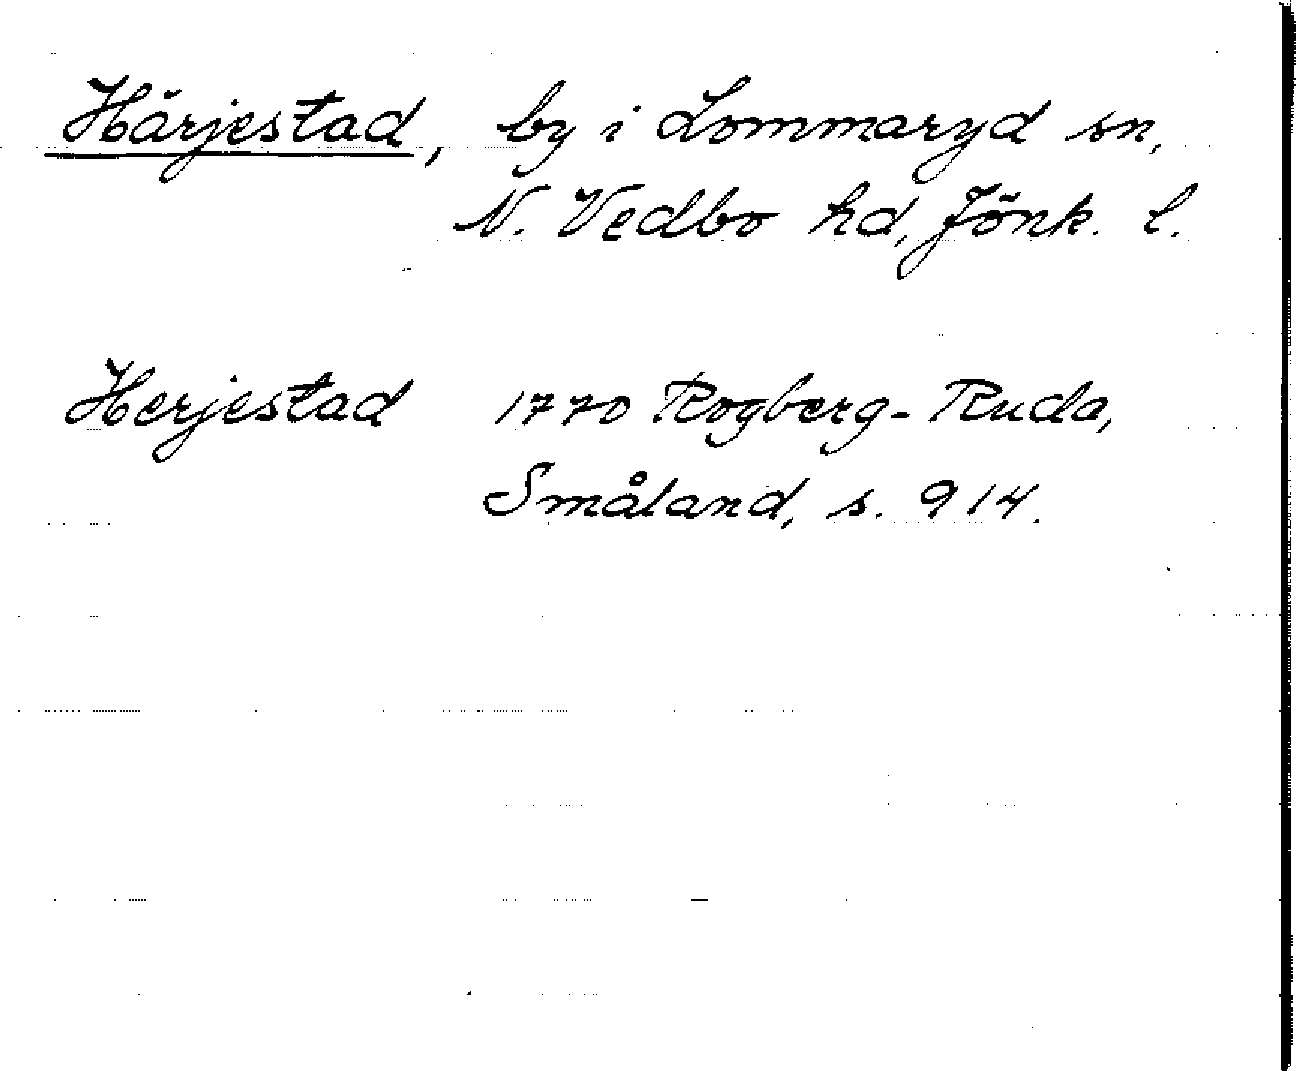 Härjestad, by i Lommaryd sn,
N. Vedbo hd, Jönk. l.
Herjestad 1770 Rogberg-Ruda,
Småland, s. 914.